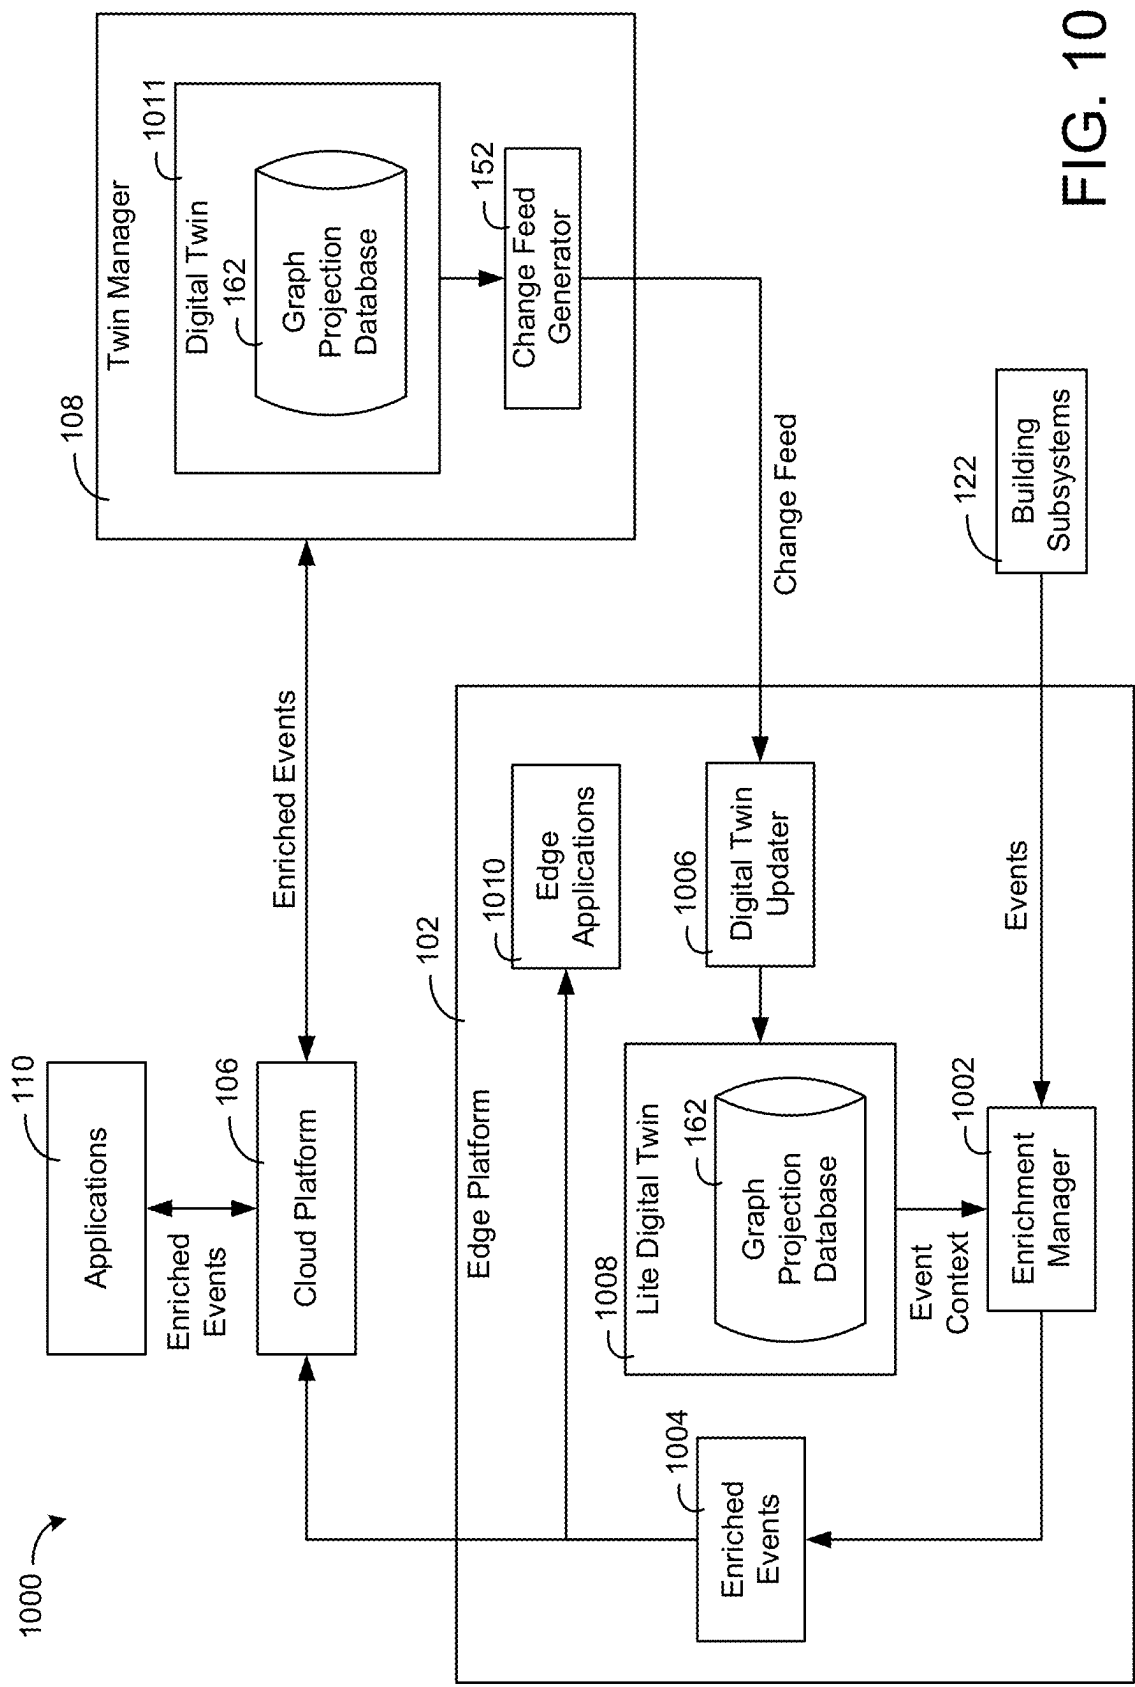 1000
110
Applications
Enriched
Events
106
Cloud Platform
Enriched Events
108
Twin Manager
1011
Digital Twin
162
Graph
Projection
Database
152
Change Feed
Generator
Change Feed
102
Edge Platform
1010
Edge
Applications
1006
Digital Twin
Updater
1008
Lite Digital Twin
162
Graph
Projection
Database
Event
Context
1004
Enriched
Events
1002
Enrichment
Manager
Events
122
Building
Subsystems
FIG. 10